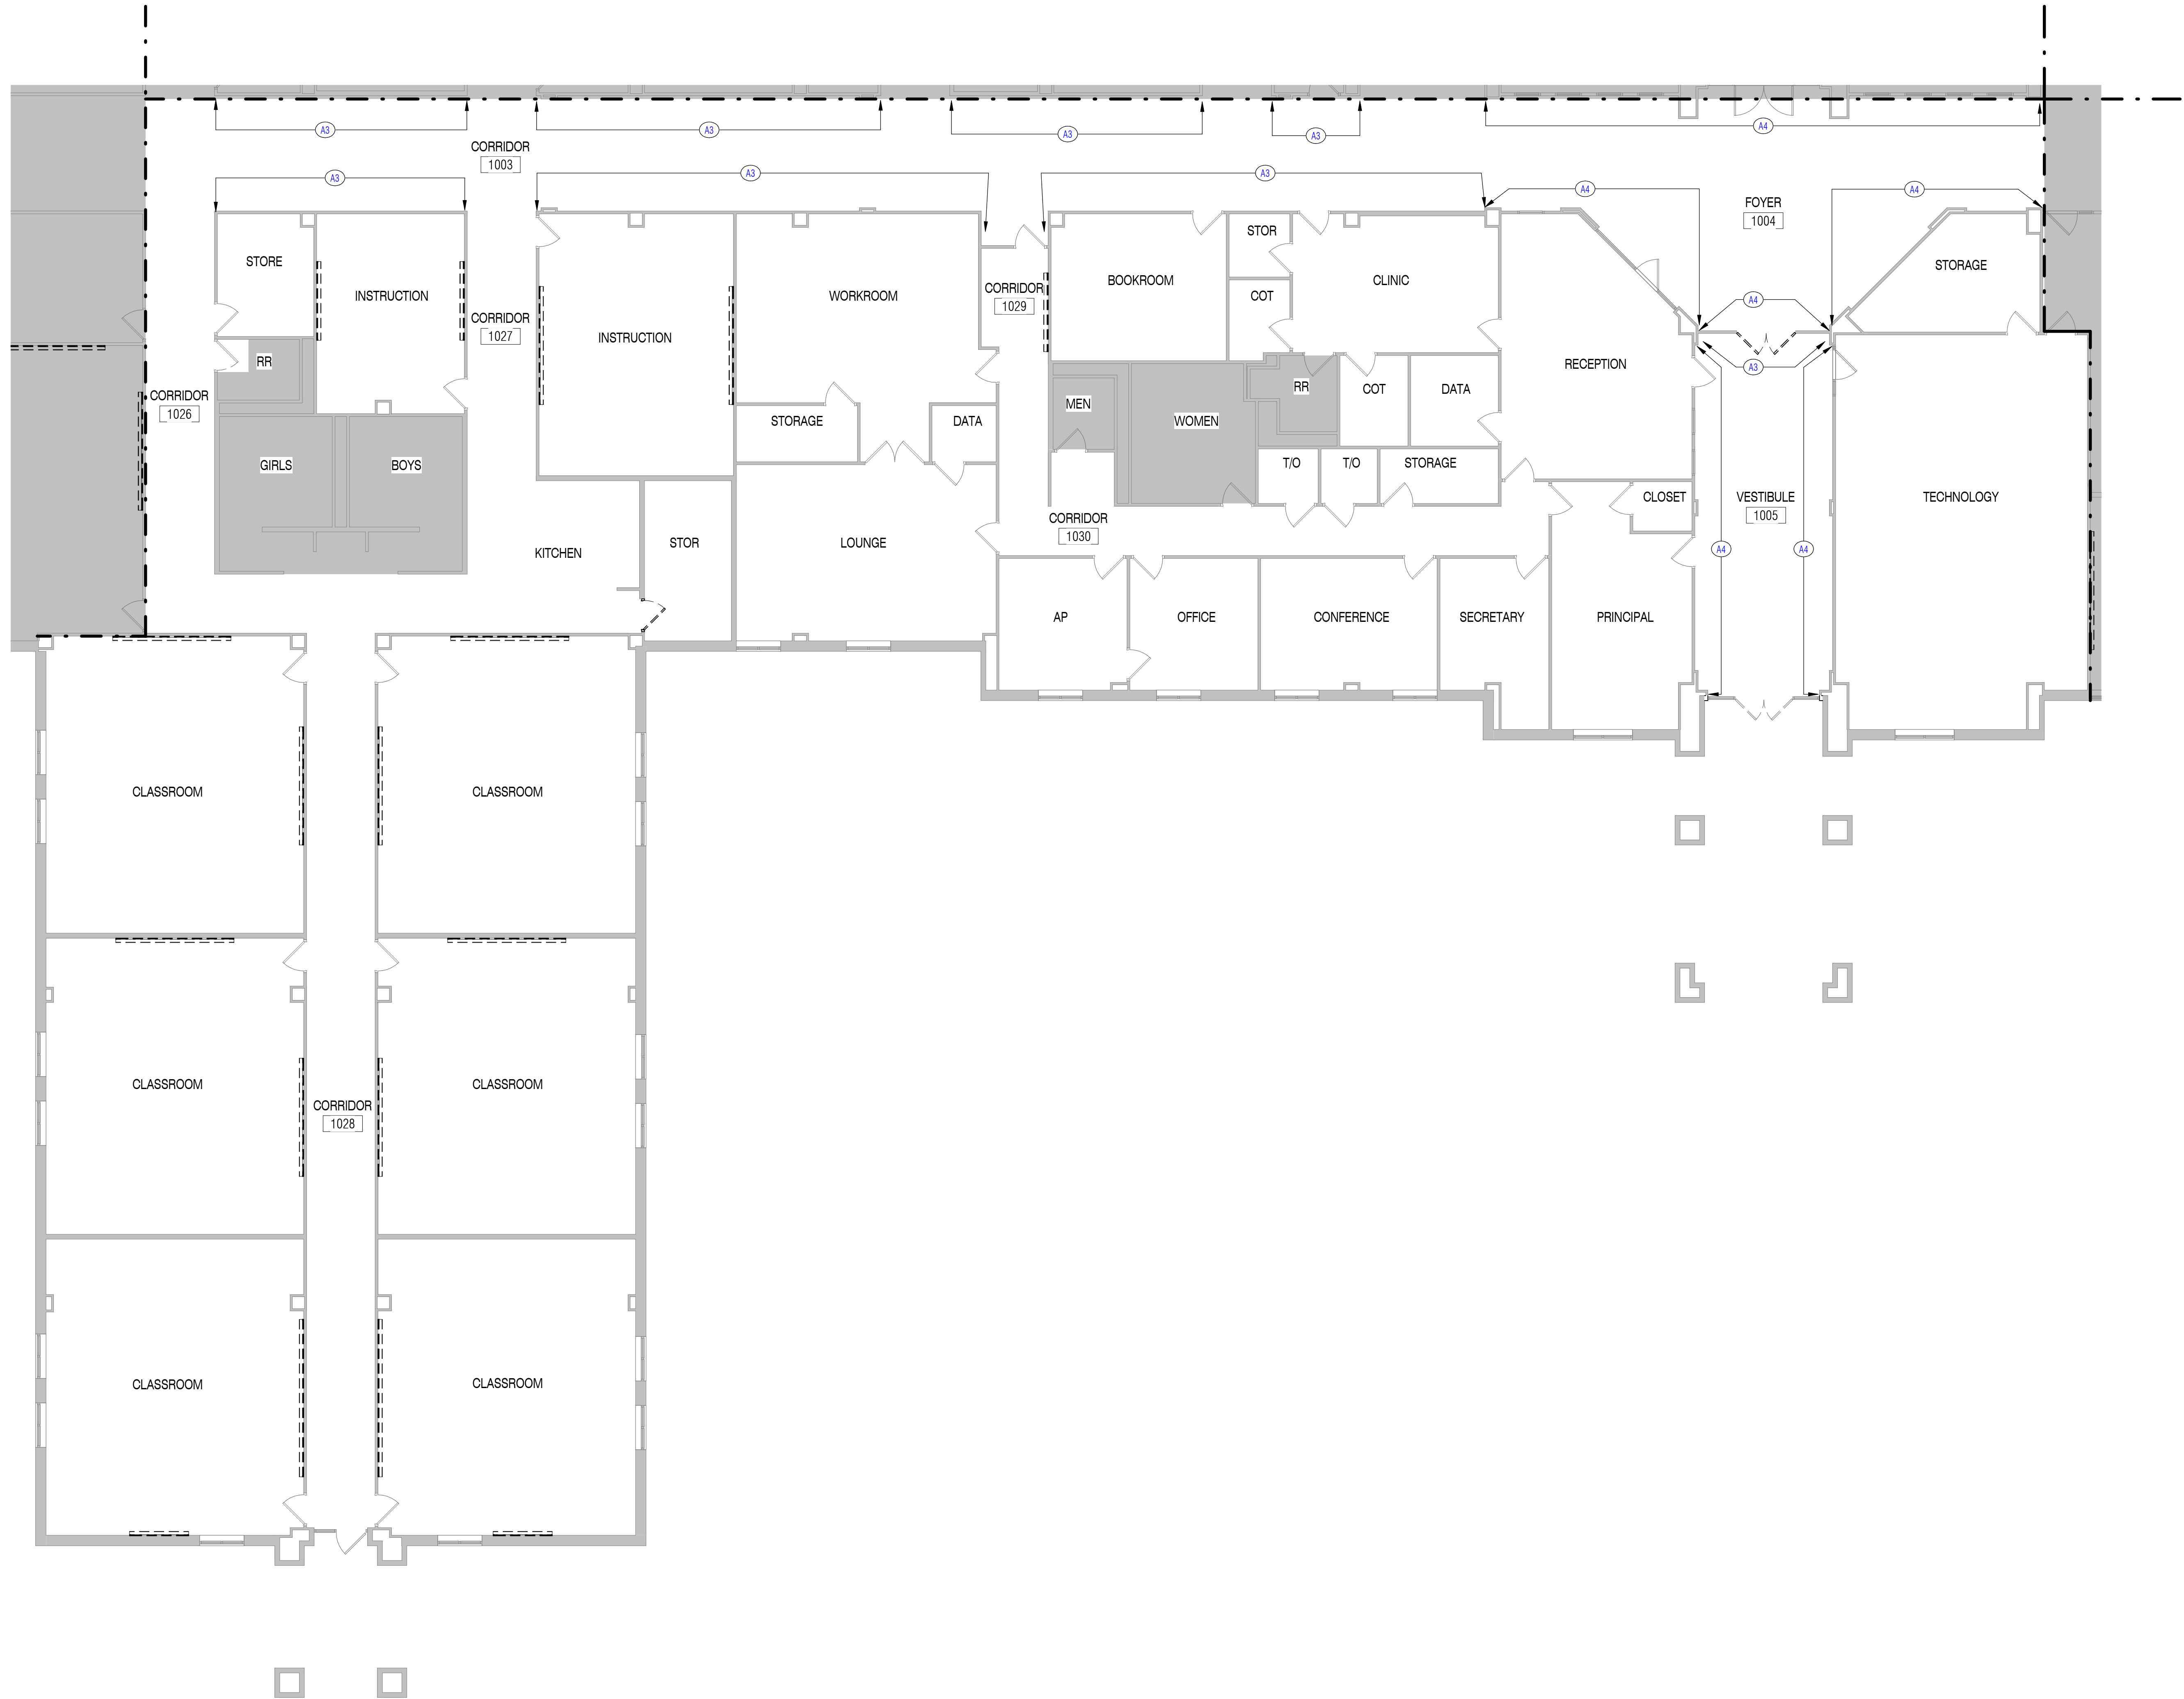 A3
A3
A3
A3
A4
CORRIDOR
1003
A3
A3
A3
A4
A4
FOYER
1004
STORE
INSTRUCTION
CORRIDOR
1027
INSTRUCTION
WORKROOM
CORRIDOR
1029
BOOKROOM
STOR
COT
CLINIC
STORAGE
A4
A3
RR
CORRIDOR
1026
RECEPTION
MEN
WOMEN
RR
COT
DATA
STORAGE
DATA
GIRLS
BOYS
T/O
T/O
STORAGE
CLOSET
VESTIBULE
1005
TECHNOLOGY
CORRIDOR
1030
KITCHEN
STOR
LOUNGE
A4
A4
AP
OFFICE
CONFERENCE
SECRETARY
PRINCIPAL
CLASSROOM
CLASSROOM
CLASSROOM
CLASSROOM
CORRIDOR
1028
CLASSROOM
CLASSROOM